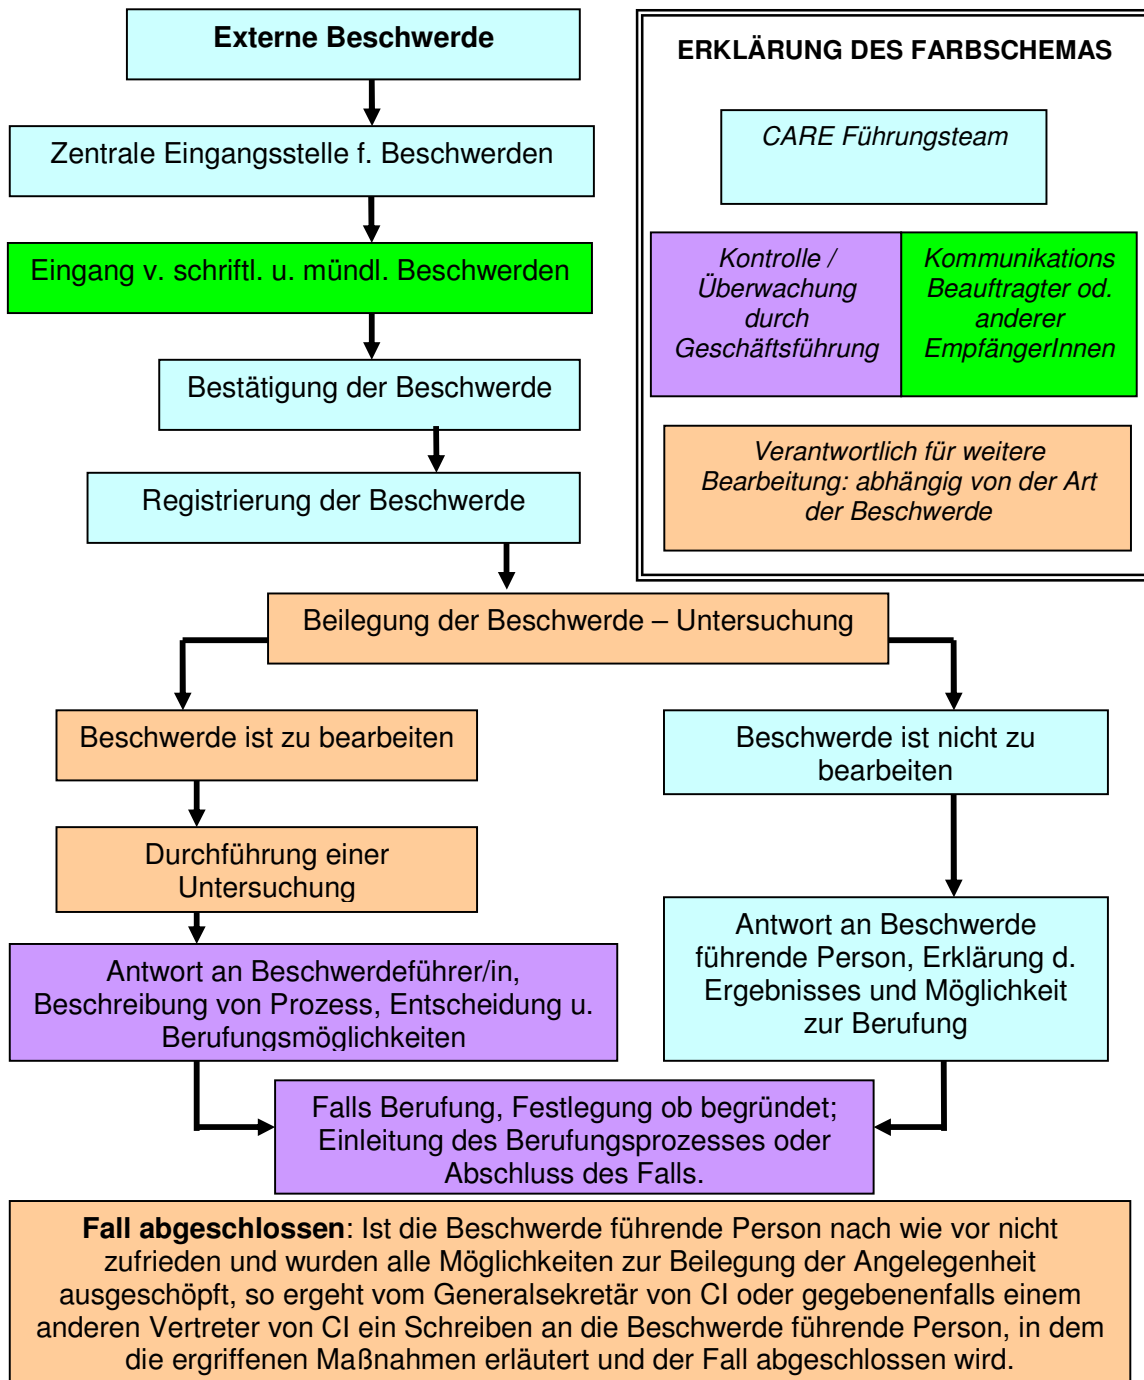 Externe Beschwerde
Zentrale Eingangsstelle f. Beschwerden
Eingang v. schriftl. u. mündl. Beschwerden
Bestätigung der Beschwerde
Registrierung der Beschwerde
ERKLÄRUNG DES FARBSCHEMAS
CARE Führungsteam
Kontrolle /
Überwachung
durch
Geschäftsführung
Kommunikations
Beauftragter od.
anderer
EmpfängerInnen
Verantwortlich für weitere
Bearbeitung: abhängig von der Art
der Beschwerde
Beilegung der Beschwerde – Untersuchung
Beschwerde ist zu bearbeiten
Durchführung einer
Untersuchung
Antwort an Beschwerdeführer/in,
Beschreibung von Prozess, Entscheidung u.
Berufungsmöglichkeiten
Beschwerde ist nicht zu
bearbeiten
Antwort an Beschwerde
führende Person, Erklärung d.
Ergebnisses und Möglichkeit
zur Berufung
Falls Berufung, Festlegung ob begründet;
Einleitung des Berufungsprozesses oder
Abschluss des Falls.
Fall abgeschlossen: Ist die Beschwerde führende Person nach wie vor nicht
zufrieden und wurden alle Möglichkeiten zur Beilegung der Angelegenheit
ausgeschöpft, so ergeht vom Generalsekretär von CI oder gegebenenfalls einem
anderen Vertreter von CI ein Schreiben an die Beschwerde führende Person, in dem
die ergriffenen Maßnahmen erläutert und der Fall abgeschlossen wird.